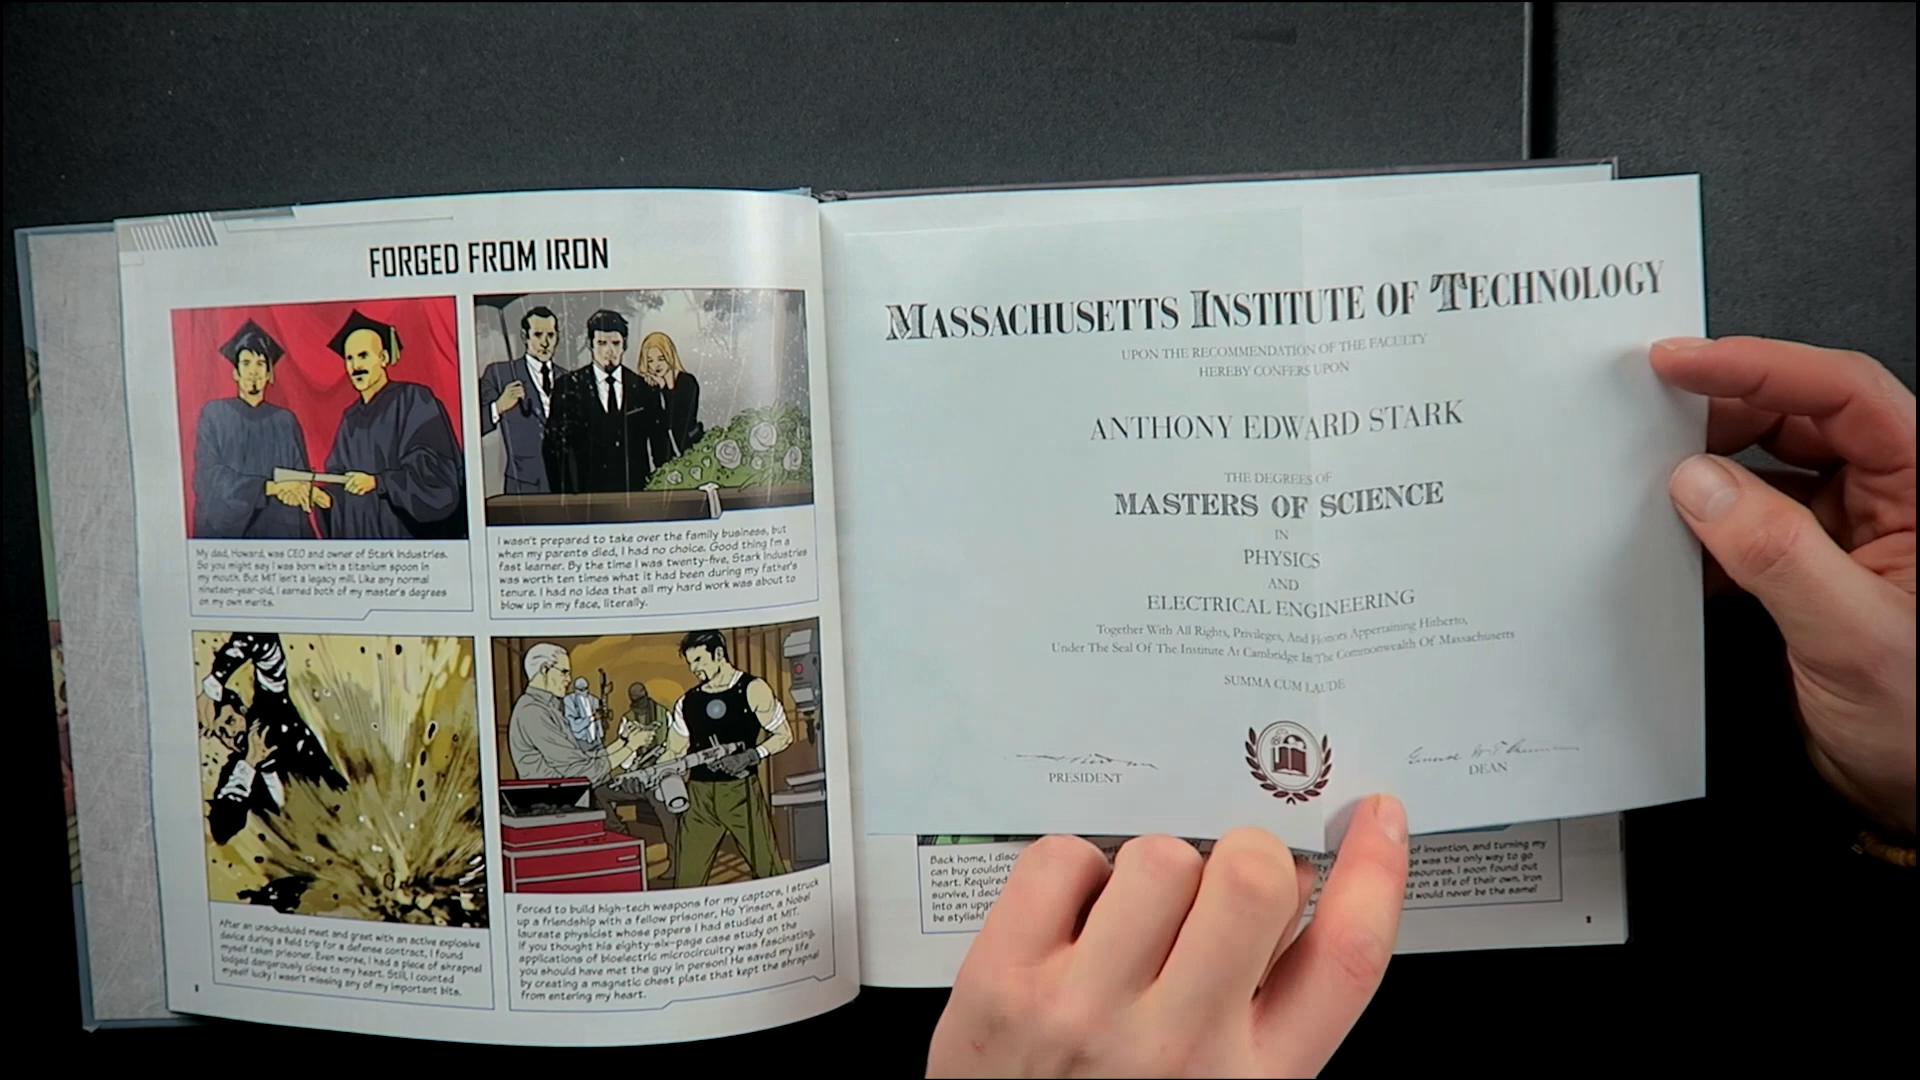 FORGED FROM IRON
My dad, Howard, was CEO and owner of Stark Industries.
So you might say I was born with a titanium spoon in
my mouth. But MIT isn't a legacy mill. Like any normal
nineteen-year-old, I earned both of my master's degrees
on my own merits.
I wasn't prepared to take over the family business, but
when my parents died, I had no choice. Good thing I'm a
fast learner. By the time I was twenty-five, Stark Industries
was worth ten times what it had been during my father's
tenure. I had no idea that all my hard work was about to
blow up in my face, literally.
After an unscheduled meet and greet with an active explosive
device during a field trip for a defense contract, I found
myself taken prisoner. Even worse, I had a piece of shrapnel
lodged dangerously close to my heart. Still, I counted
myself lucky I wasn't missing any of my important bits.
Forced to build high-tech weapons for my captors, I struck
up a friendship with a fellow prisoner, Ho Yinsen, a Nobel
laureate physicist whose papers I had studied at MIT.
If you thought his eighty-six-page case study on the
applications of bioelectric microcircuitry was fascinating,
you should have met the guy in person! He saved my life
by creating a magnetic chest plate that kept the shrapnel
from entering my heart.
MASSACHUSETTS INSTITUTE OF TECHNOLOGY
UPON THE RECOMMENDATION OF THE FACULTY
HEREBY CONFERS UPON
ANTHONY EDWARD STARK
THE DEGREES OF
MASTERS OF SCIENCE
IN
PHYSICS
AND
ELECTRICAL ENGINEERING
Together With All Rights, Privileges, And Honors Appertaining Hitherto,
Under The Seal Of The Institute At Cambridge In The Commonwealth Of Massachusetts
SUMMA CUM LAUDE
PRESIDENT
DEAN
Back home, I
can buy couldn't
heart. Required
survive, I
into an
be stylish!
of invention, and turning my
was the only way to go
I soon found out
on a life of their own. Iron
would never be the same!